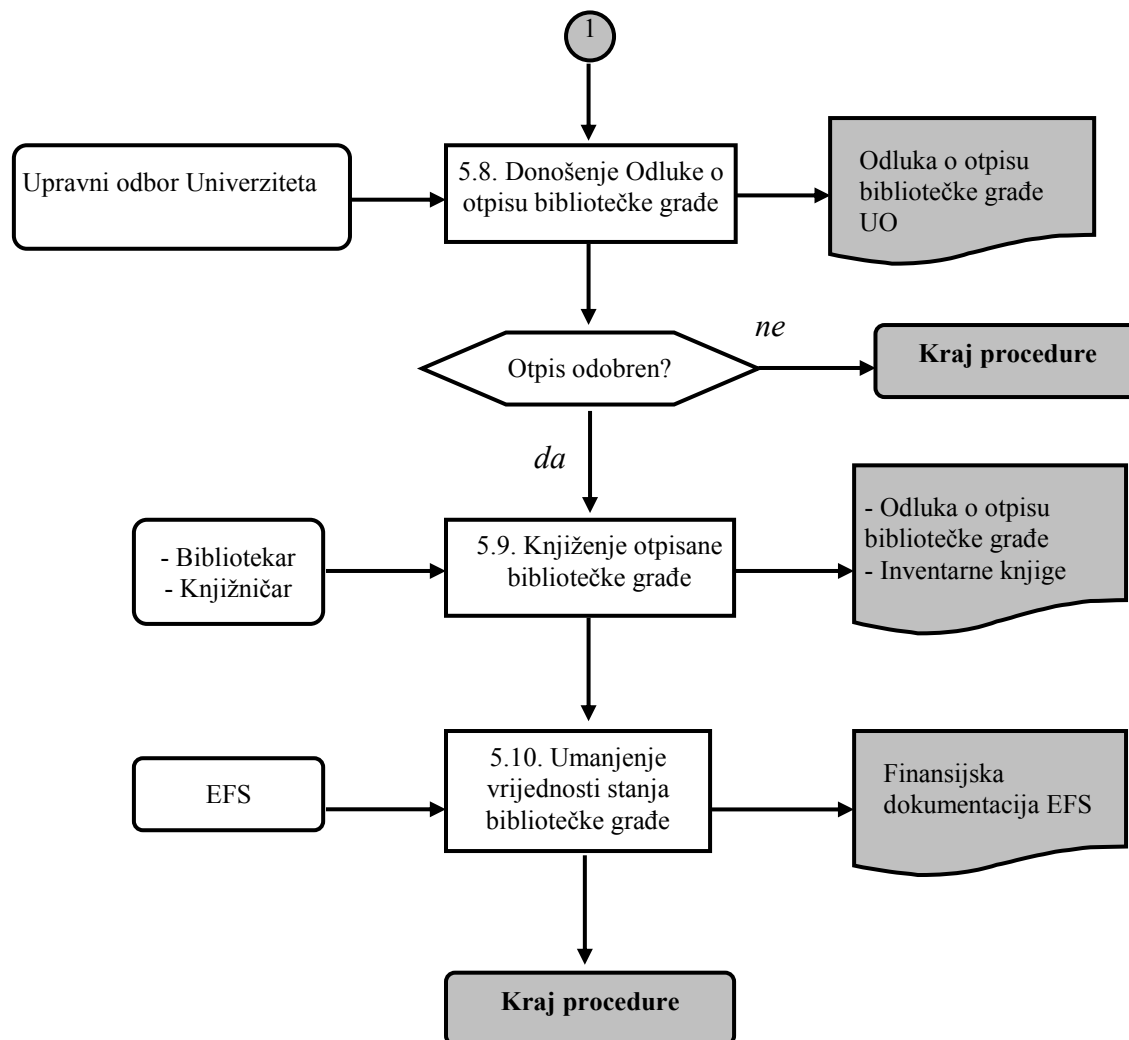 1
Upravni odbor Univerziteta
5.8. Donošenje Odluke o
otpisu bibliotečke građe
Odluka o otpisu
bibliotečke građe
UO
Otpis odobren?
ne
Kraj procedure
da
- Bibliotekar
- Knjižničar
5.9. Knjiženje otpisane
bibliotečke građe
- Odluka o otpisu
bibliotečke građe
- Inventarne knjige
EFS
5.10. Umanjenje
vrijednosti stanja
bibliotečke građe
Finansijska
dokumentacija EFS
Kraj procedure